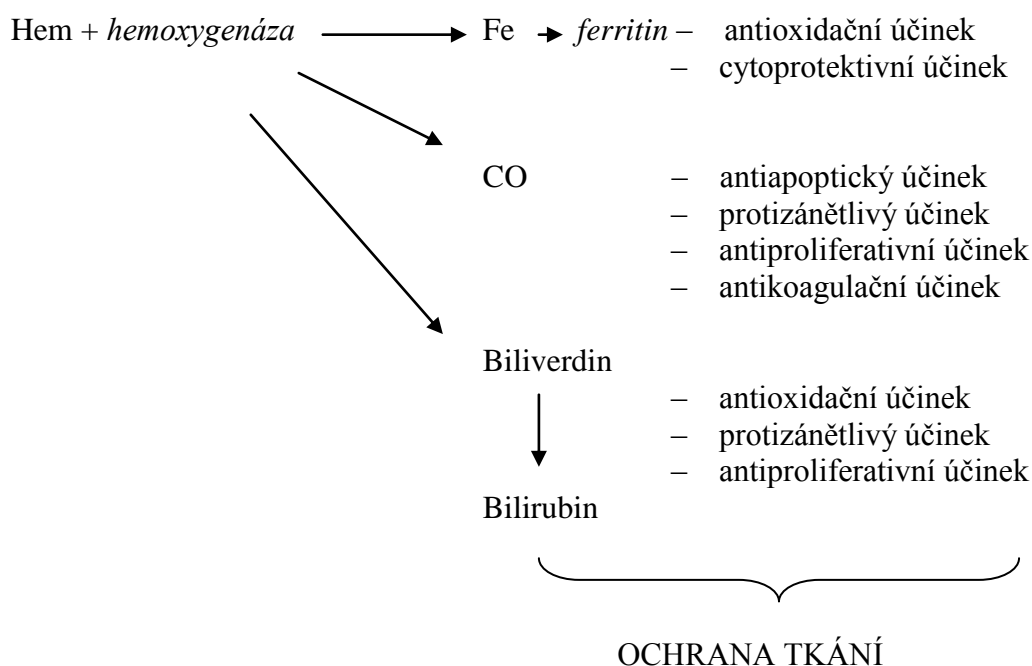 Hem + hemoxygenáza Fe ferritin – antioxidační účinek
– cytoprotektivní účinek
CO – antiapoptický účinek
– protizánětlivý účinek
– antiproliferativní účinek
– antikoagulační účinek
Biliverdin
– antioxidační účinek
– protizánětlivý účinek
– antiproliferativní účinek
Bilirubin
OCHRANA TKÁNÍ